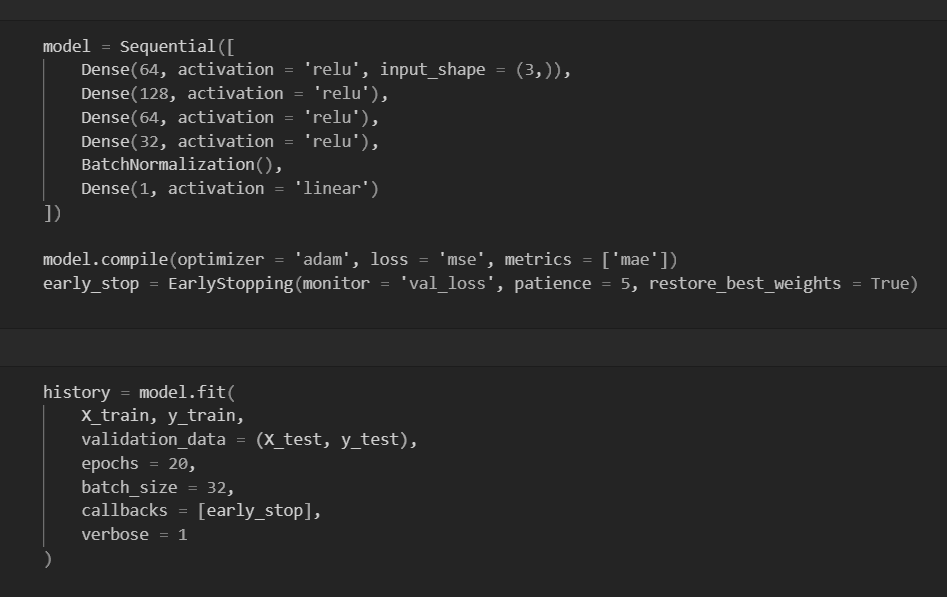 model = Sequential([
    Dense(64, activation = 'relu', input_shape = (3,)),
    Dense(128, activation = 'relu'),
    Dense(64, activation = 'relu'),
    Dense(32, activation = 'relu'),
    BatchNormalization(),
    Dense(1, activation = 'linear')
])

model.compile(optimizer = 'adam', loss = 'mse', metrics = ['mae'])
early_stop = EarlyStopping(monitor = 'val_loss', patience = 5, restore_best_weights = True)

history = model.fit(
    X_train, y_train,
    validation_data = (X_test, y_test),
    epochs = 20,
    batch_size = 32,
    callbacks = [early_stop],
    verbose = 1
)